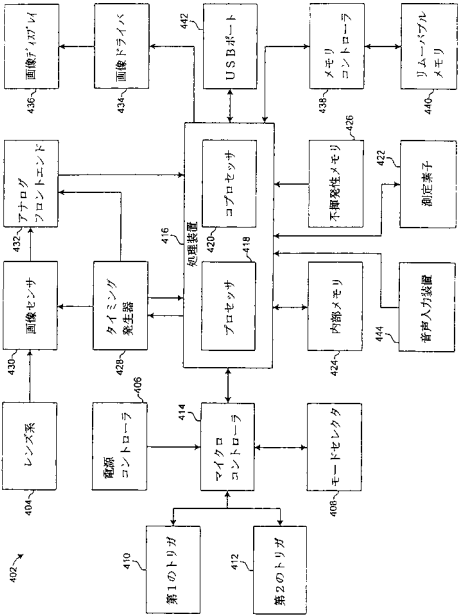 402
レンズ系
404
画像センサ
430
アナログ
フロントエンド
432
画像ディスプレイ
436
画像ドライバ
434
タイミング
発生器
428
電源
コントローラ
406
第1のトリガ
410
第2のトリガ
412
マイクロ
コントローラ
414
処理装置
416
プロセッサ
418
コプロセッサ
420
USBポート
442
メモリ
コントローラ
438
リムーバブル
メモリ
440
不揮発性メモリ
426
測定素子
422
内部メモリ
424
音声入力装置
444
モードセレクタ
408